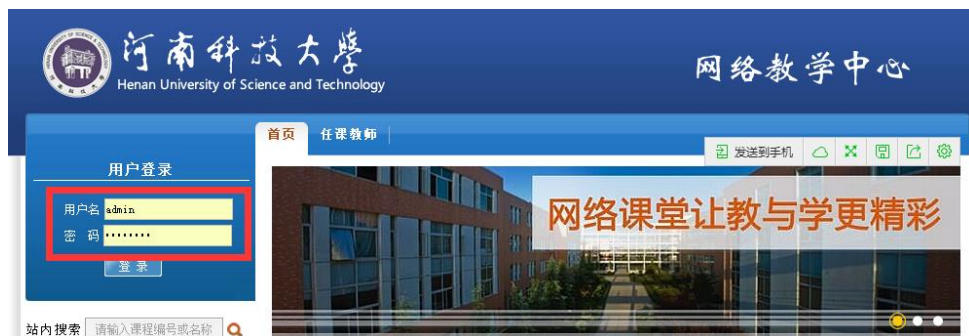 河南科技大學
Henan University of Science and Technology
网络教学中心
首页 任课教师
发送到手机
用户登录
用户名 admin
密 码 ••••••••
登录
网络课堂让教与学更精彩
站内搜索 请输入课程编号或名称